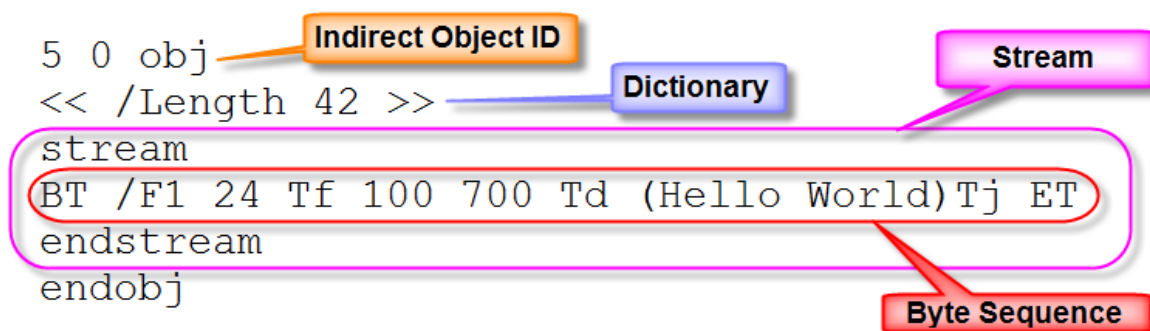 5 0 obj
Indirect Object ID
<< /Length 42 >>
Dictionary
Stream
stream
BT /F1 24 Tf 100 700 Td (Hello World)Tj ET
endstream
endobj
Byte Sequence